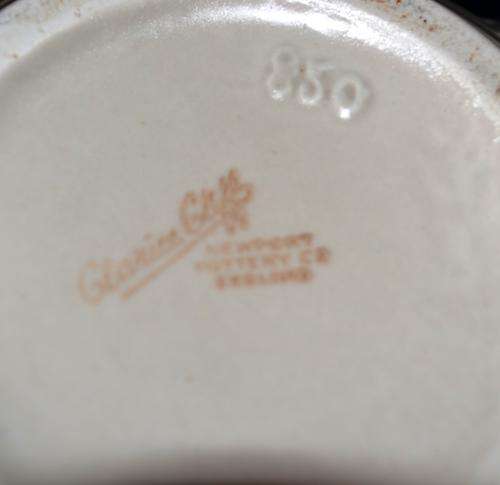 850
Clarice Cliff
NEWPORT
POTTERY CO
ENGLAND